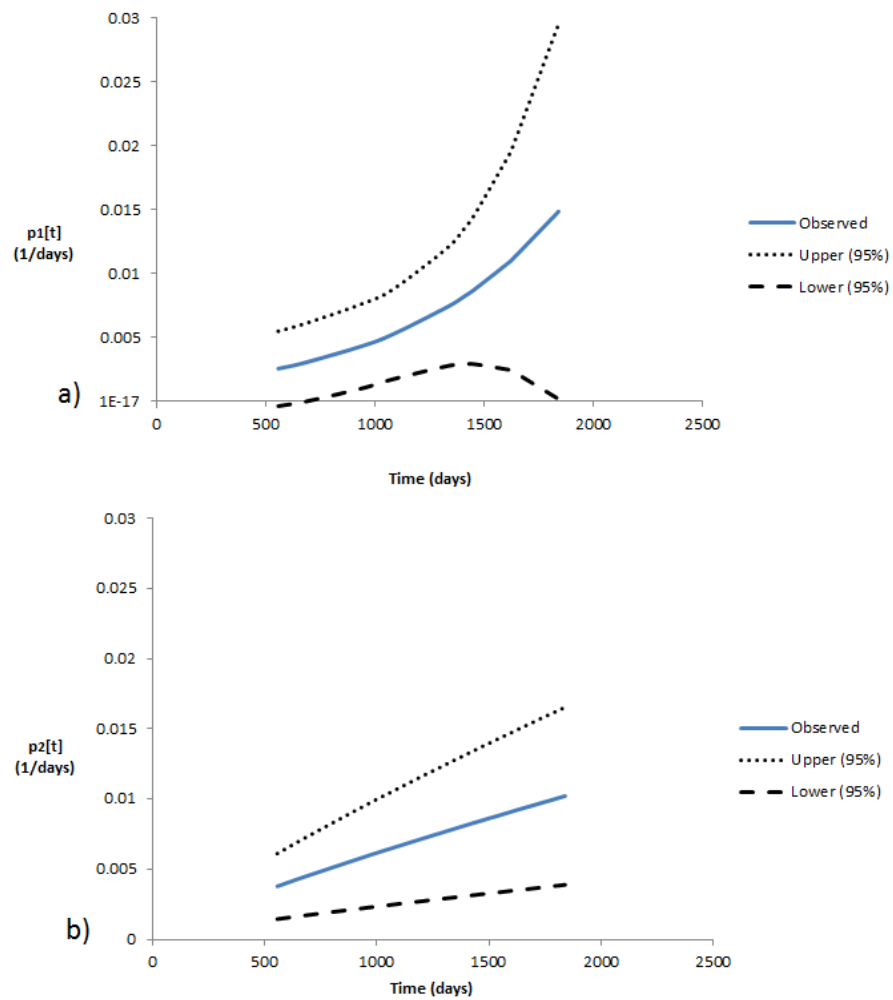 0.03
0.025
0.02
0.015
0.01
0.005
1E-17
p1[t]
(1/days)
a)
0 500 1000 1500 2000 2500
Time (days)
Observed
Upper (95%)
Lower (95%)
0.03
0.025
0.02
0.015
0.01
0.005
0
p2[t]
(1/days)
b)
0 500 1000 1500 2000 2500
Time (days)
Observed
Upper (95%)
Lower (95%)